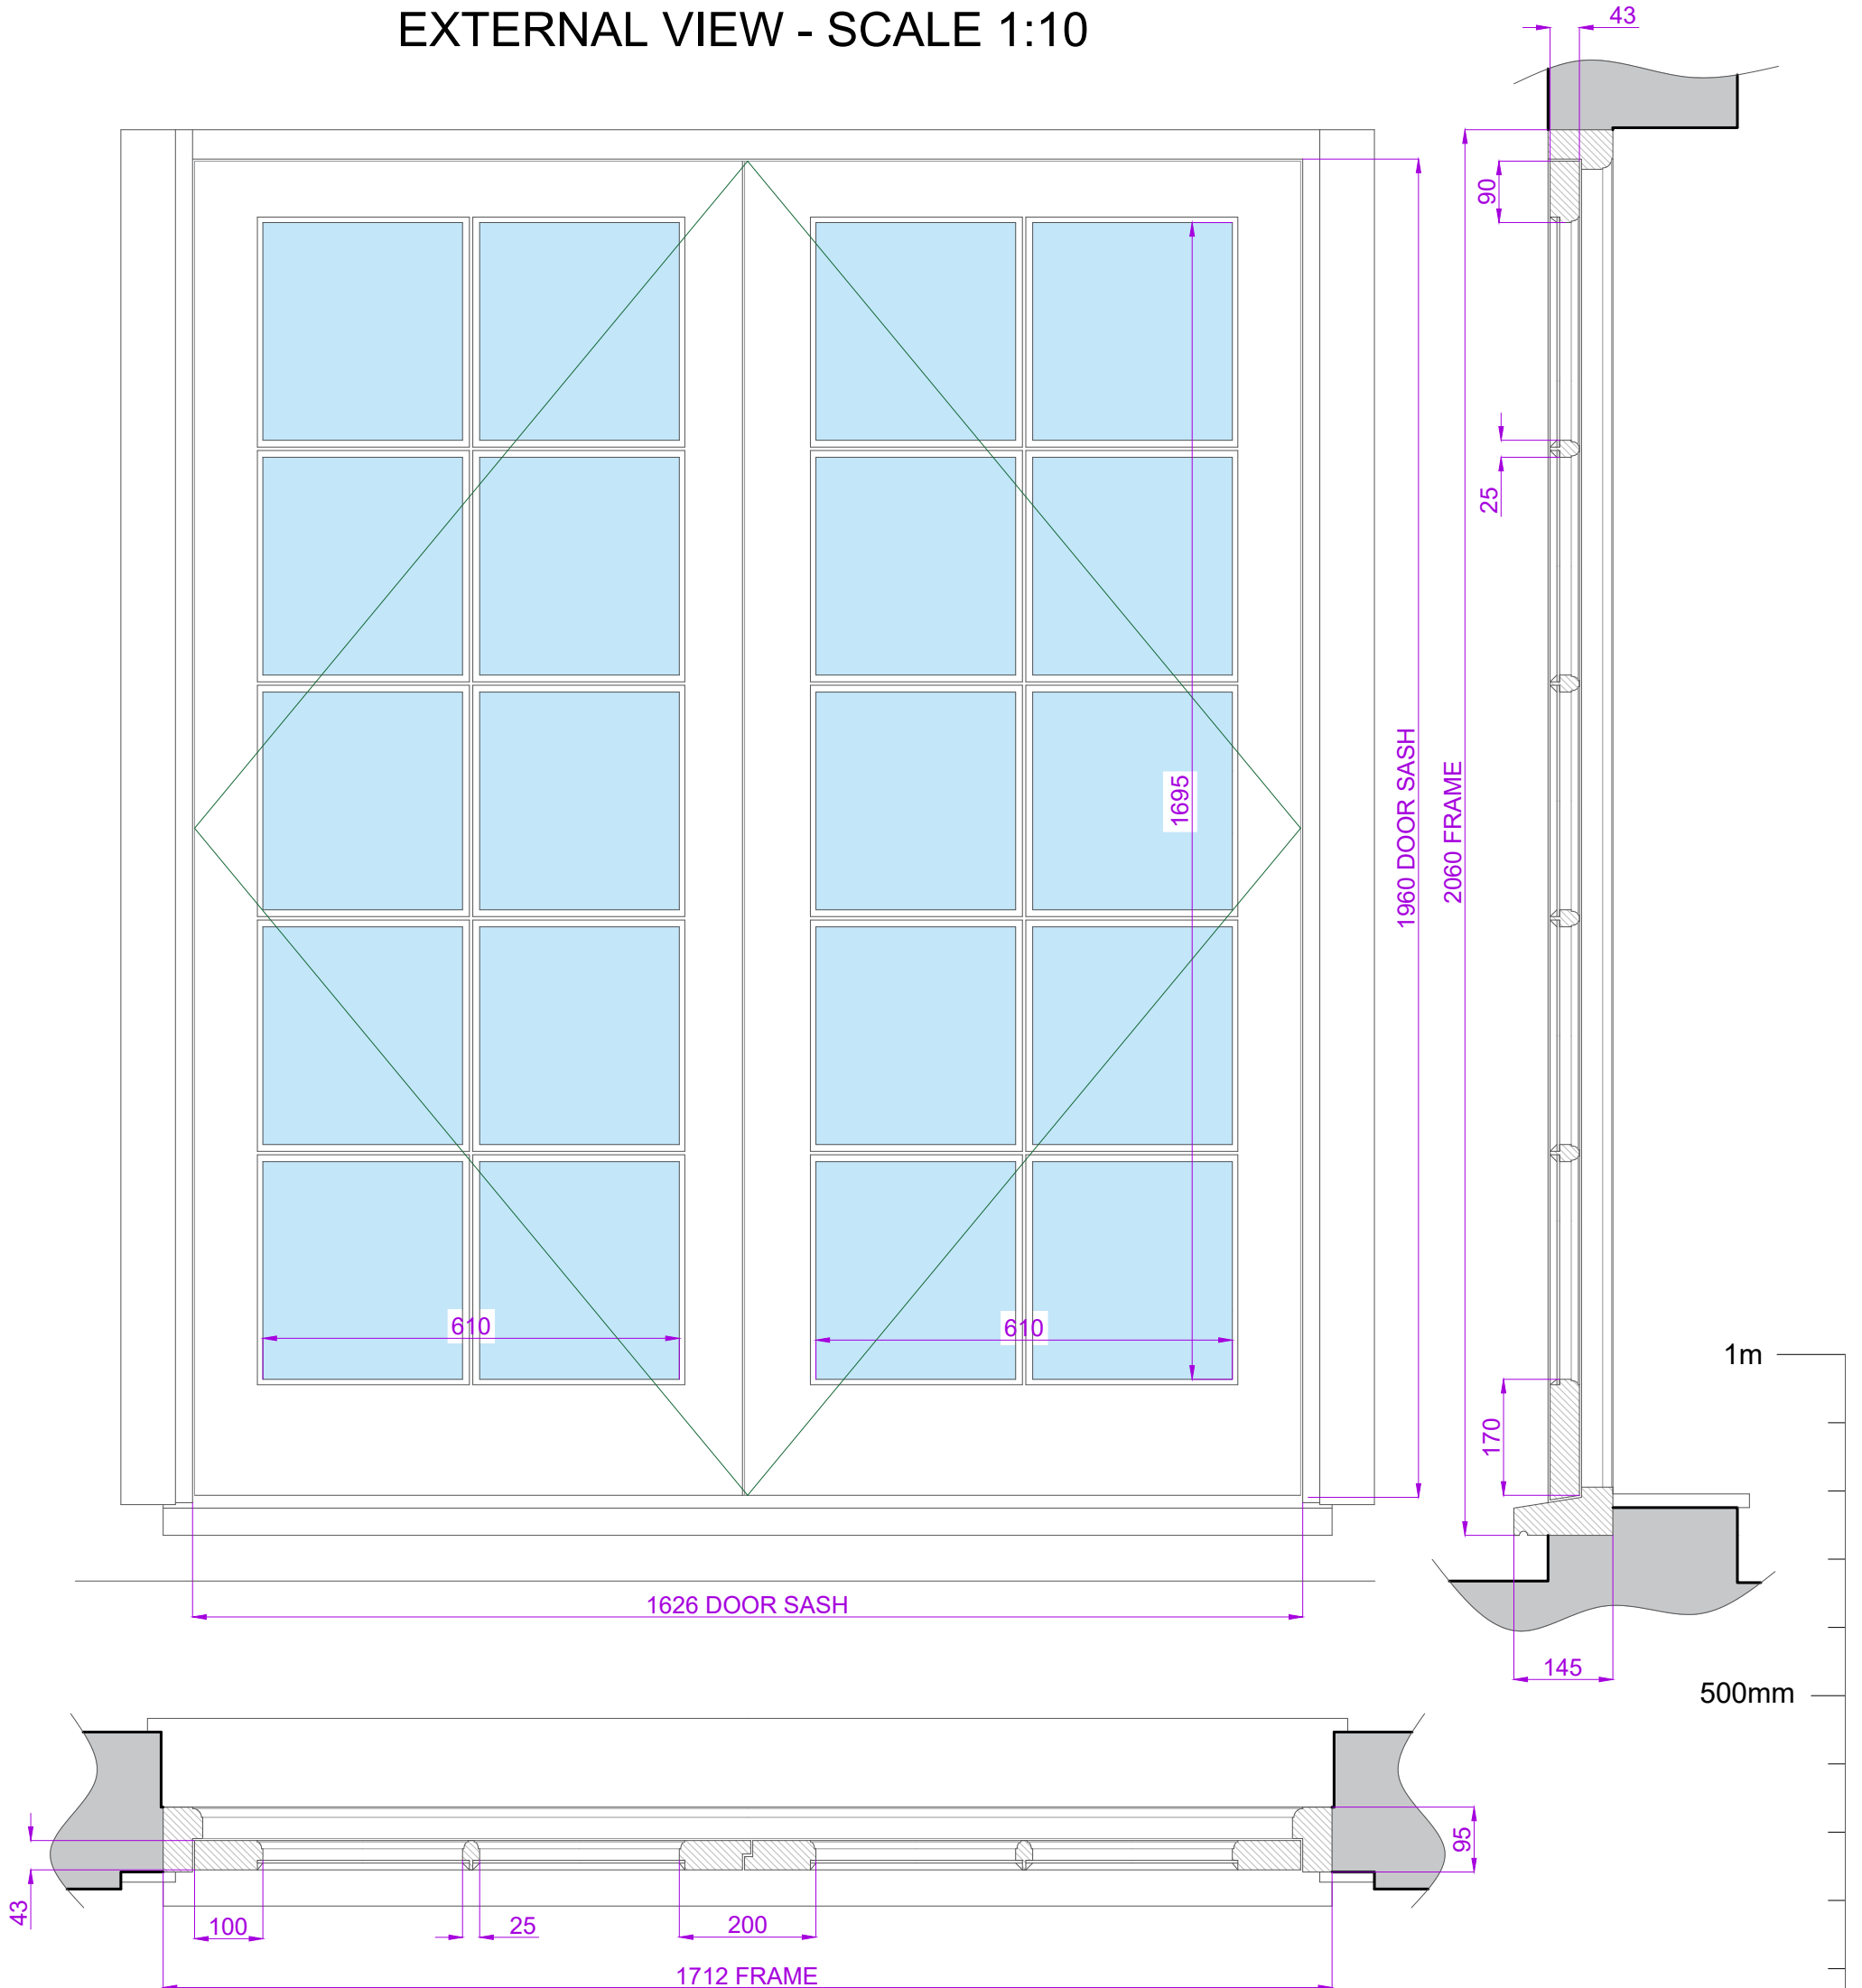 EXTERNAL VIEW - SCALE 1:10
43
90
25
1695
1960 DOOR SASH
2060 FRAME
610
610
1m
170
1626 DOOR SASH
145
500mm
95
43
100
25
200
1712 FRAME